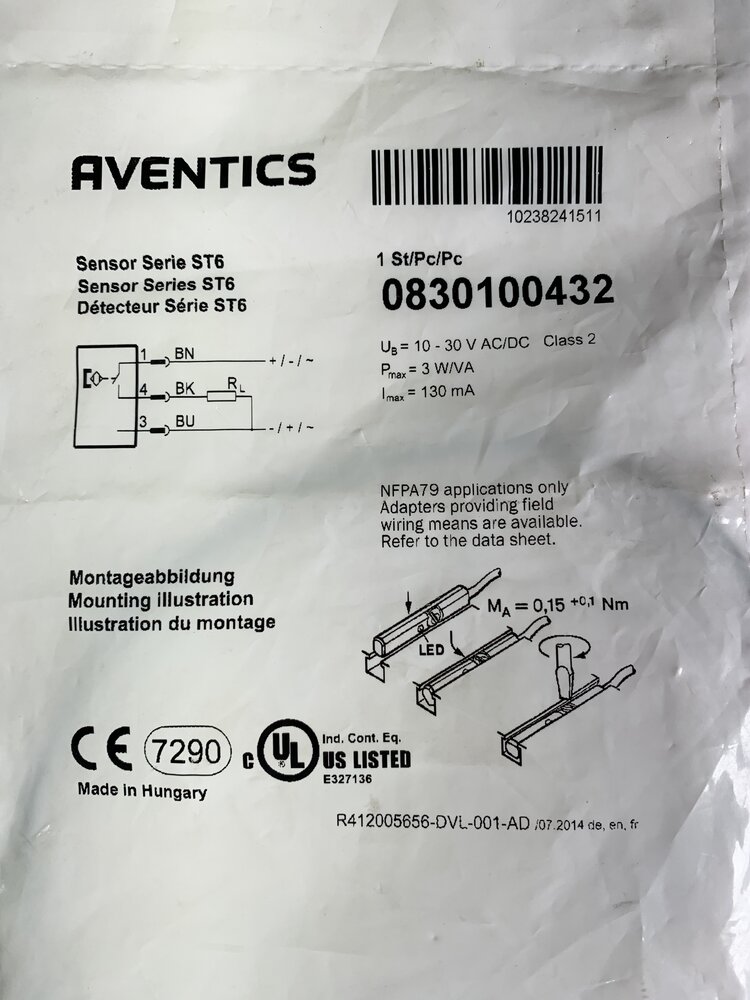 AVENTICS
10238241511
Sensor Serie ST6
Sensor Series ST6
Détecteur Série ST6
1 St/Pc/Pc
0830100432
UB = 10 - 30 V AC/DC Class 2
Pmax = 3 W/VA
Imax = 130 mA
1 BN +/-/~
4 BK RL
3 BU -/+/~
NFPA79 applications only
Adapters providing field
wiring means are available.
Refer to the data sheet.
Montageabbildung
Mounting illustration
Illustration du montage
MA = 0,15 +0,1 Nm
LED
CE 7290 c UL ® Ind. Cont. Eq.
US LISTED
E327136
Made in Hungary
R412005656-DVL-001-AD /07.2014 de, en, fr